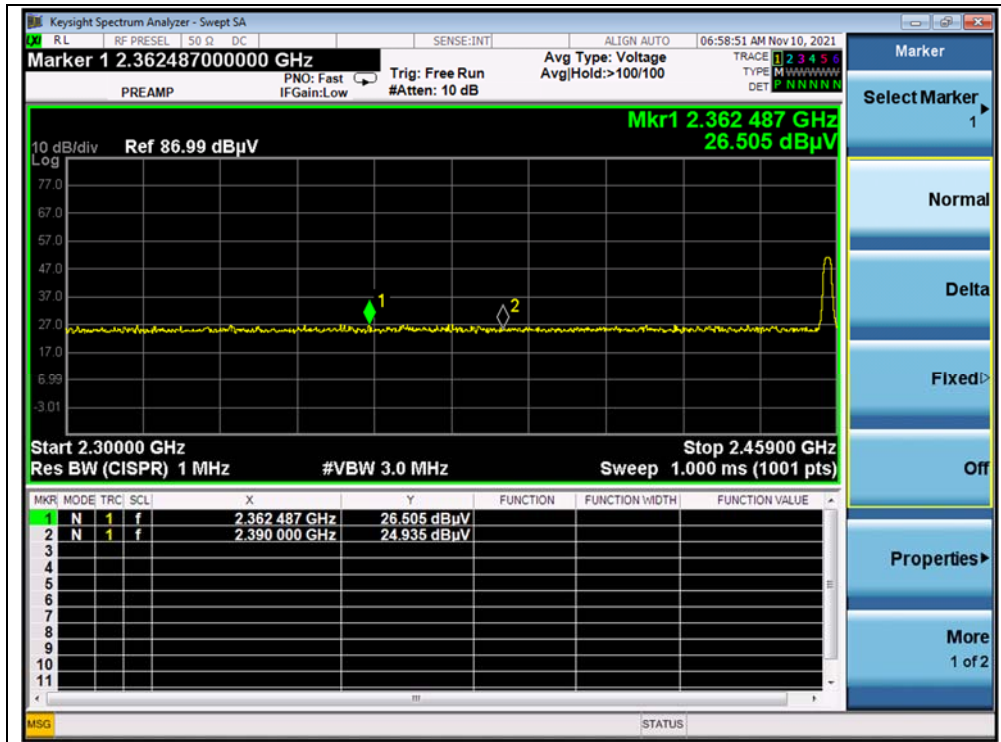 Keysight Spectrum Analyzer - Swept SA
LXI RL RF PRESEL 50 Ω DC SENSE:INT ALIGN AUTO 06:58:51 AM Nov 10, 2021
Marker 1 2.362487000000 GHz
PREAMP
PNO: Fast
IFGain:Low
Trig: Free Run
#Atten: 10 dB
Avg Type: Voltage
Avg|Hold:>100/100
TRACE 1 2 3 4 5 6
TYPE M WWWWW
DET P N N N N N
Mkr1 2.362 487 GHz
26.505 dBµV
10 dB/div Ref 86.99 dBµV
Log
77.0
67.0
57.0
47.0
37.0
27.0
17.0
6.99
-3.01
1
2
Start 2.30000 GHz Stop 2.45900 GHz
Res BW (CISPR) 1 MHz #VBW 3.0 MHz Sweep 1.000 ms (1001 pts)
MKR MODE TRC SCL X Y FUNCTION FUNCTION WIDTH FUNCTION VALUE
1 N 1 f 2.362 487 GHz 26.505 dBµV
2 N 1 f 2.390 000 GHz 24.935 dBµV
3
4
5
6
7
8
9
10
11
MSG STATUS
Marker
Select Marker
1
Normal
Delta
Fixed
Off
Properties
More
1 of 2